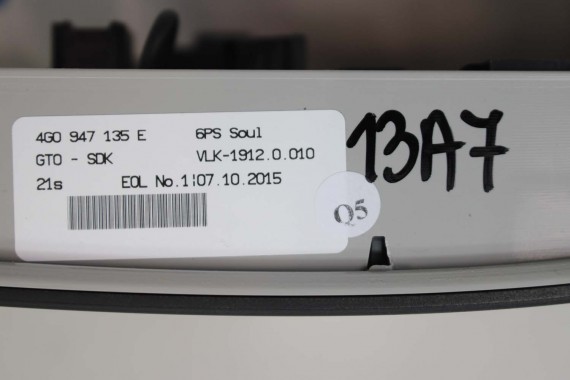 4G0 947 135 E 6PS Soul
GTO - SDK VLK-1912.0.010
21s EOL No.1|07.10.2015
Q5
13A7